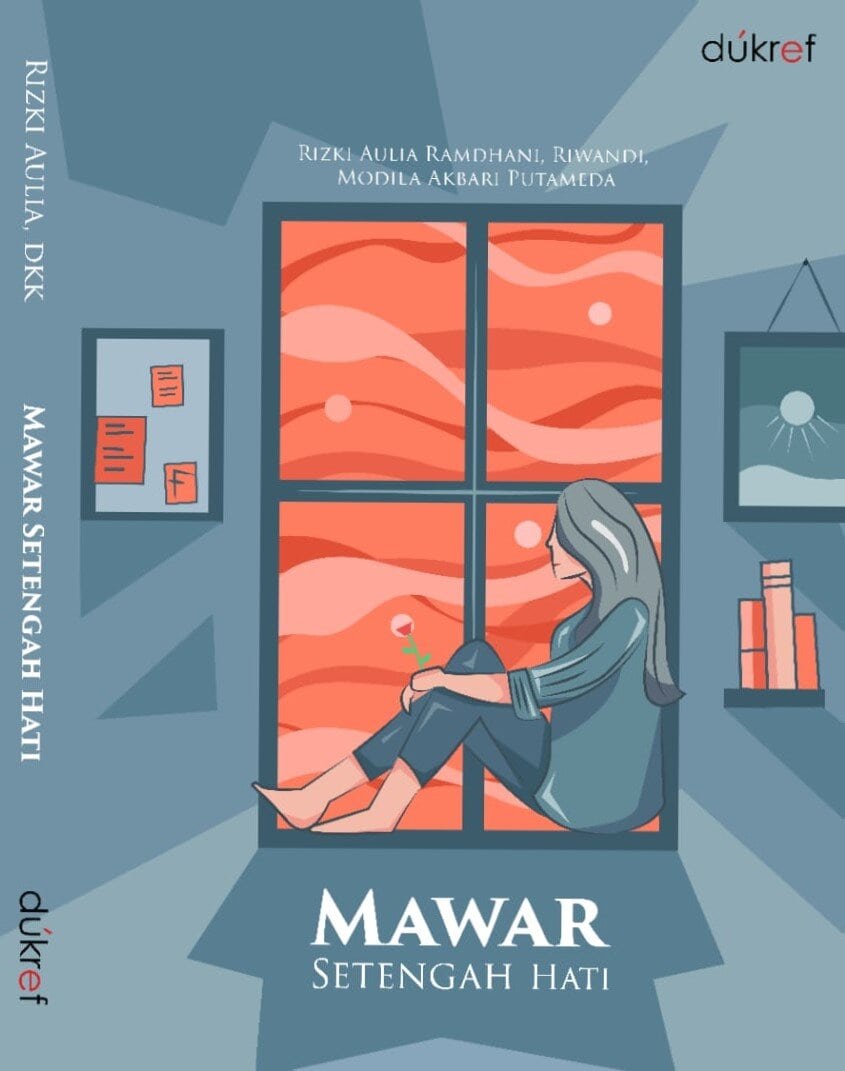 dúkref
RIZKI AULIA RAMDHANI, RIWANDI,
MODILA AKBARI PUTAMEDA
MAWAR
SETENGAH HATI
RIZKI AULIA, DKK
MAWAR SETENGAH HATI
dúkref